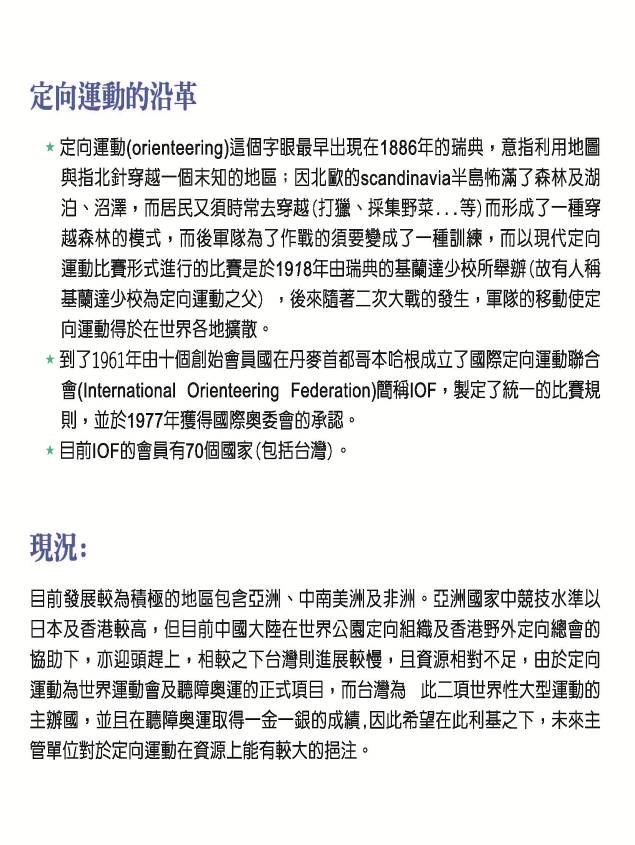 定向運動的沿革
★ 定向運動(orienteering)這個字眼最早出現在1886年的瑞典，意指利用地圖
與指北針穿越一個末知的地區；因北歐的scandinavia半島佈滿了森林及湖
泊、沼澤，而居民又須時常去穿越(打獵、採集野菜...等)而形成了一種穿
越森林的模式，而後軍隊為了作戰的須要變成了一種訓練，而以現代定向
運動比賽形式進行的比賽是於1918年由瑞典的基蘭達少校所舉辦(故有人稱
基蘭達少校為定向運動之父)，後來隨著二次大戰的發生，軍隊的移動使定
向運動得於在世界各地擴散。
★ 到了1961年由十個創始會員國在丹麥首都哥本哈根成立了國際定向運動聯合
會(International Orienteering Federation)簡稱IOF，製定了統一的比賽規
則，並於1977年獲得國際奧委會的承認。
★ 目前IOF的會員有70個國家(包括台灣)。
現況:
目前發展較為積極的地區包含亞洲、中南美洲及非洲。亞洲國家中競技水準以
日本及香港較高，但目前中國大陸在世界公園定向組織及香港野外定向總會的
協助下，亦迎頭趕上，相較之下台灣則進展較慢，且資源相對不足，由於定向
運動為世界運動會及聽障奧運的正式項目，而台灣為 此二項世界性大型運動的
主辦國，並且在聽障奧運取得一金一銀的成績,因此希望在此利基之下，未來主
管單位對於定向運動在資源上能有較大的挹注。